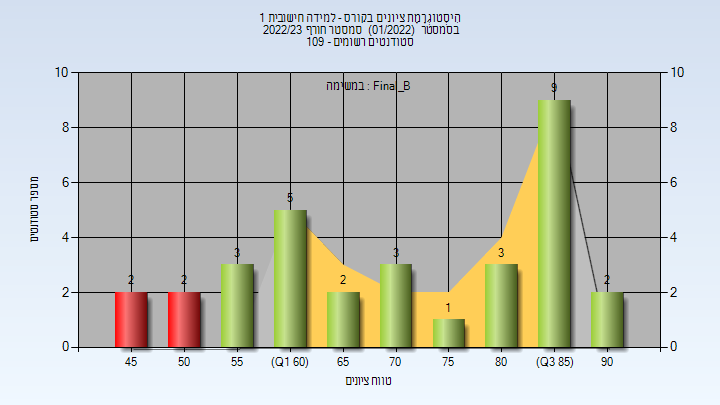 היסטוגרמת ציונים בקורס - למידה חישובית 1
בסמסטר (01/2022) סמסטר חורף 2022/23
סטודנטים רשומים - 109
במשימה : Final_B
מספר סטודנטים
10 10
8 8
6 6
4 4
2 2
0 0
2 2 3 5 2 3 1 3 9 2
45 50 55 (Q1 60) 65 70 75 80 (Q3 85) 90
טווח ציונים